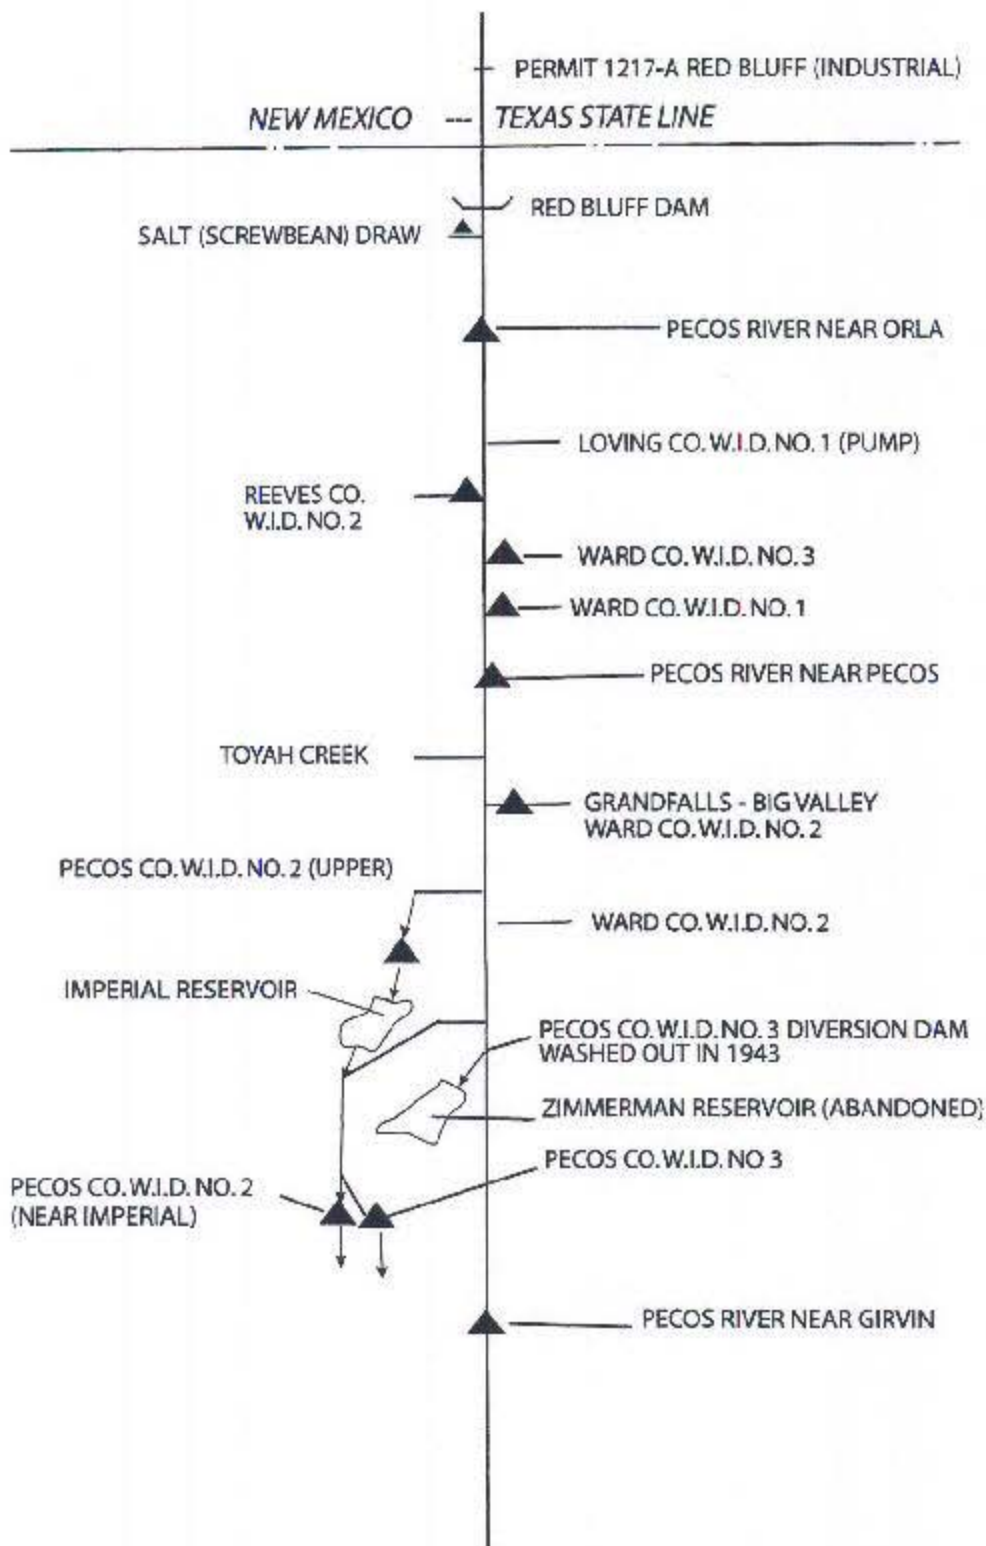 PERMIT 1217-A RED BLUFF (INDUSTRIAL)
NEW MEXICO --- TEXAS STATE LINE
RED BLUFF DAM
SALT (SCREWBEAN) DRAW
PECOS RIVER NEAR ORLA
LOVING CO. W.I.D. NO. 1 (PUMP)
REEVES CO.
W.I.D. NO. 2
WARD CO. W.I.D. NO. 3
WARD CO. W.I.D. NO. 1
PECOS RIVER NEAR PECOS
TOYAH CREEK
GRANDFALLS - BIG VALLEY
WARD CO. W.I.D. NO. 2
PECOS CO. W.I.D. NO. 2 (UPPER)
WARD CO. W.I.D. NO. 2
IMPERIAL RESERVOIR
PECOS CO. W.I.D. NO. 3 DIVERSION DAM
WASHED OUT IN 1943
ZIMMERMAN RESERVOIR (ABANDONED)
PECOS CO. W.I.D. NO 3
PECOS CO. W.I.D. NO. 2
(NEAR IMPERIAL)
PECOS RIVER NEAR GIRVIN